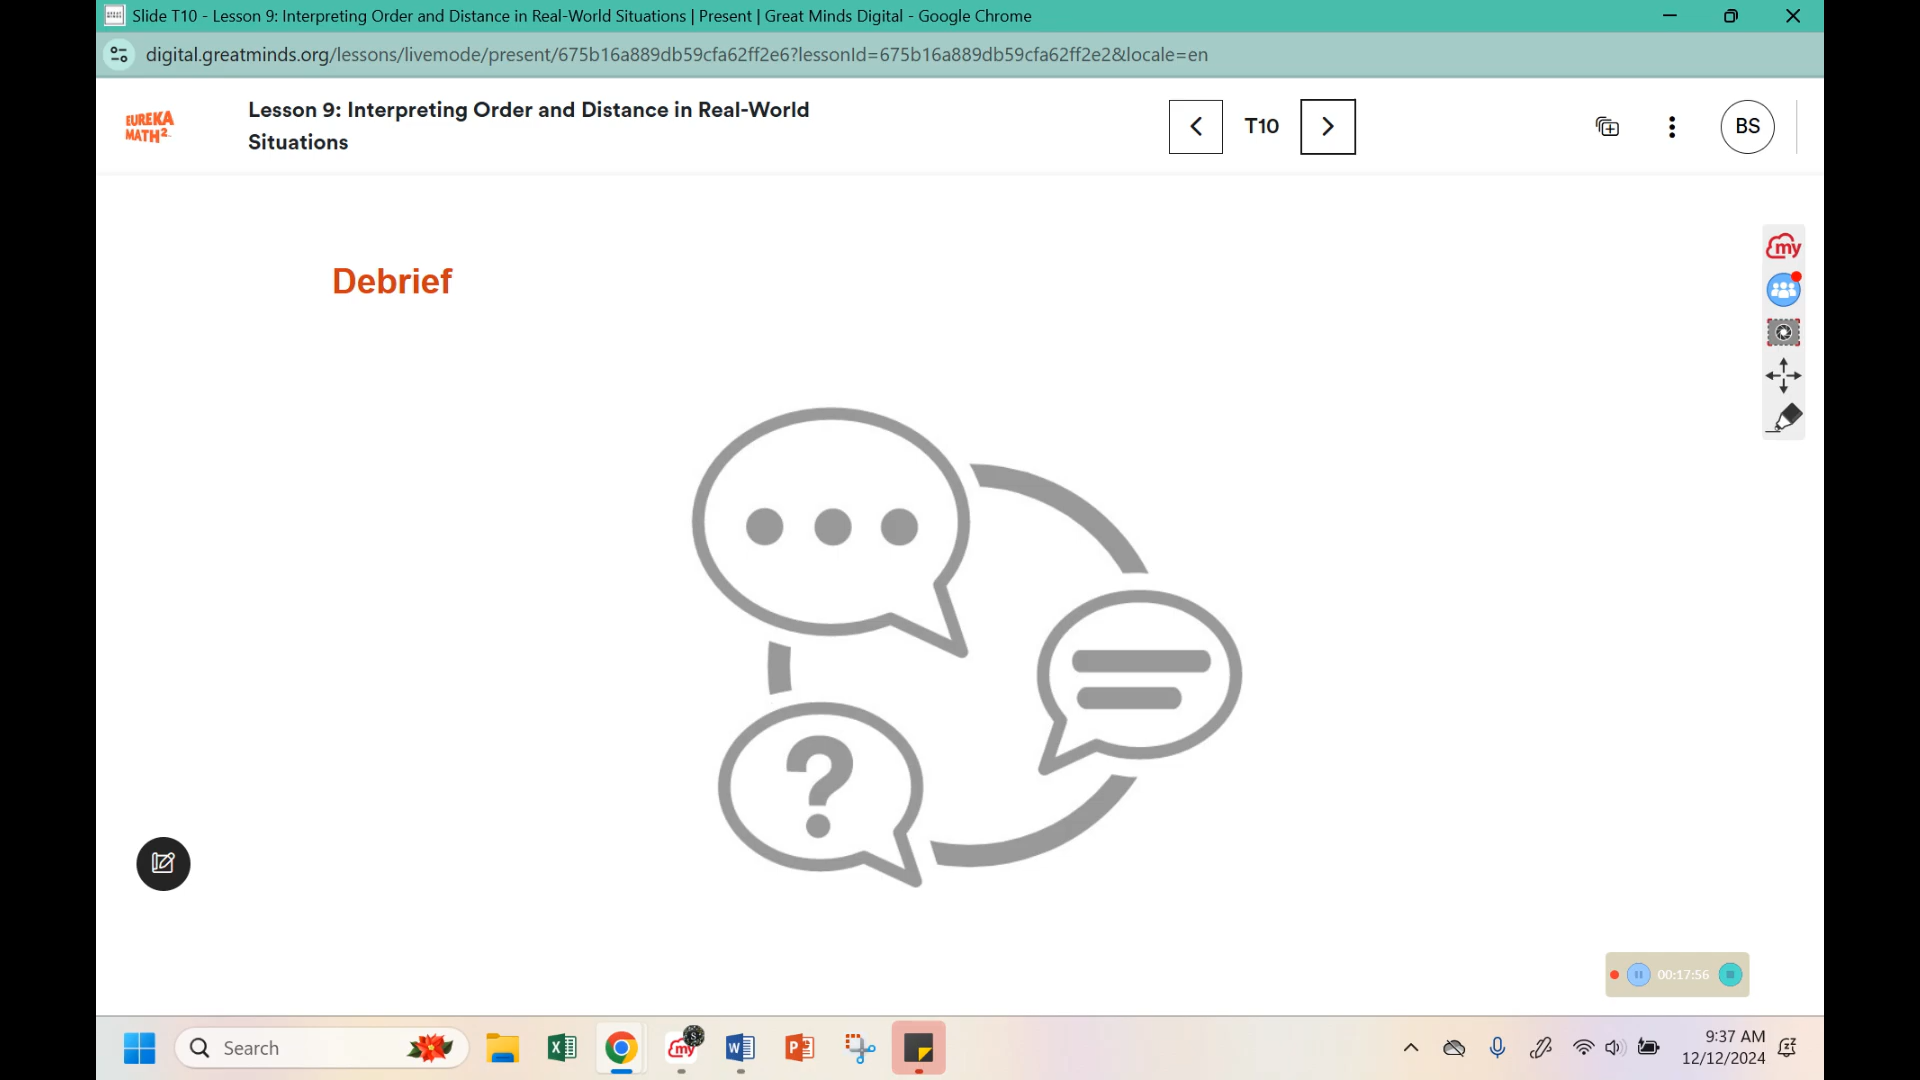 Slide T10 - Lesson 9: Interpreting Order and Distance in Real-World Situations | Present | Great Minds Digital - Google Chrome
digital.greatminds.org/lessons/livemode/present/675b16a889db59cfa62ff2e6?lessonId=675b16a889db59cfa62ff2e2&locale=en
EUREKA
MATH²
Lesson 9: Interpreting Order and Distance in Real-World
Situations
T10
BS
my
Debrief
?
00:17:56
Search
X
my
S
W
P
9:37 AM
12/12/2024